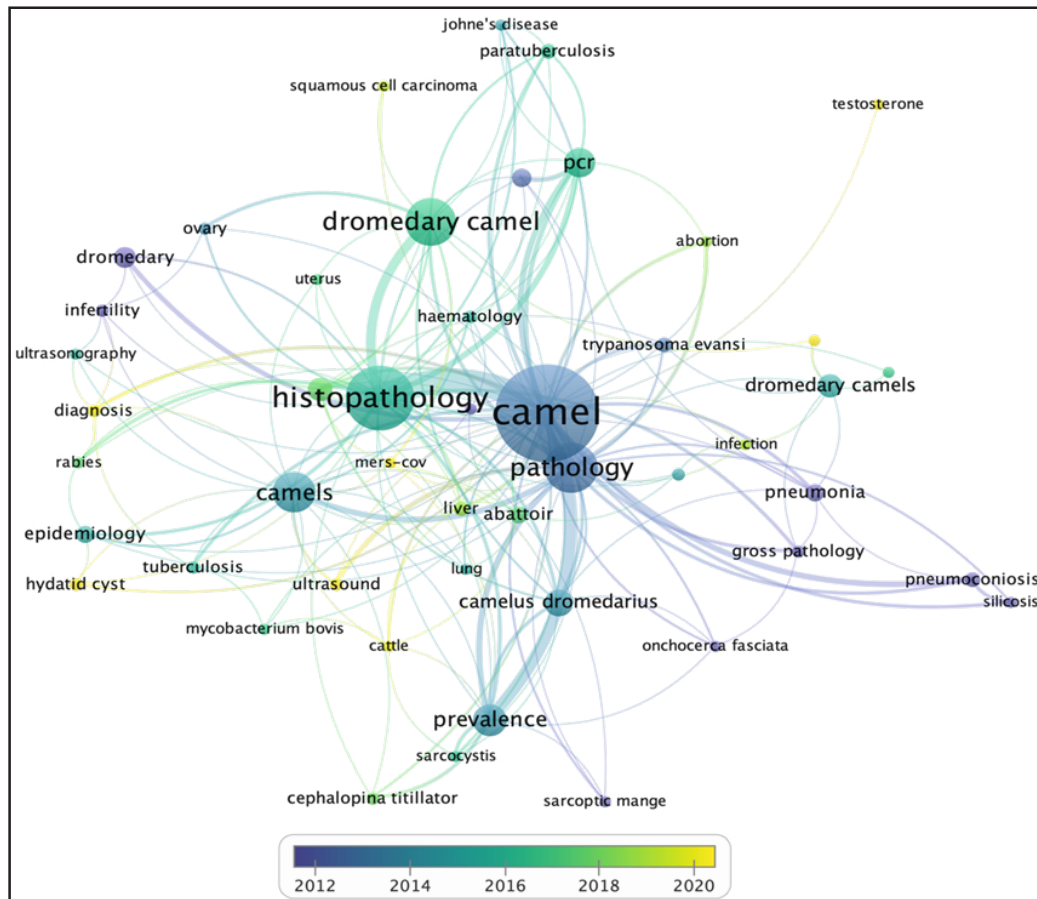 johne's disease
paratuberculosis
squamous cell carcinoma
testosterone
pcr
dromedary camel
ovary
abortion
dromedary
uterus
infertility
haematology
trypanosoma evansi
ultrasonography
dromedary camels
histopathology
camel
diagnosis
infection
rabies
mers-cov
pathology
camels
pneumonia
liver
abattoir
epidemiology
gross pathology
tuberculosis
lung
pneumoconiosis
hydatid cyst
ultrasound
camelus dromedarius
silicosis
mycobacterium bovis
cattle
onchocerca fasciata
prevalence
sarcocystis
cephalopina titillator
sarcoptic mange
2012 2014 2016 2018 2020